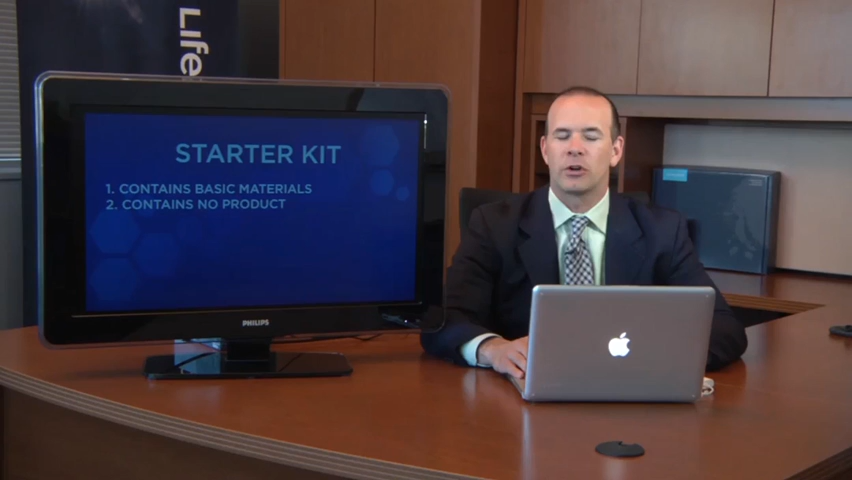 Life
STARTER KIT
1. CONTAINS BASIC MATERIALS
2. CONTAINS NO PRODUCT
PHILIPS